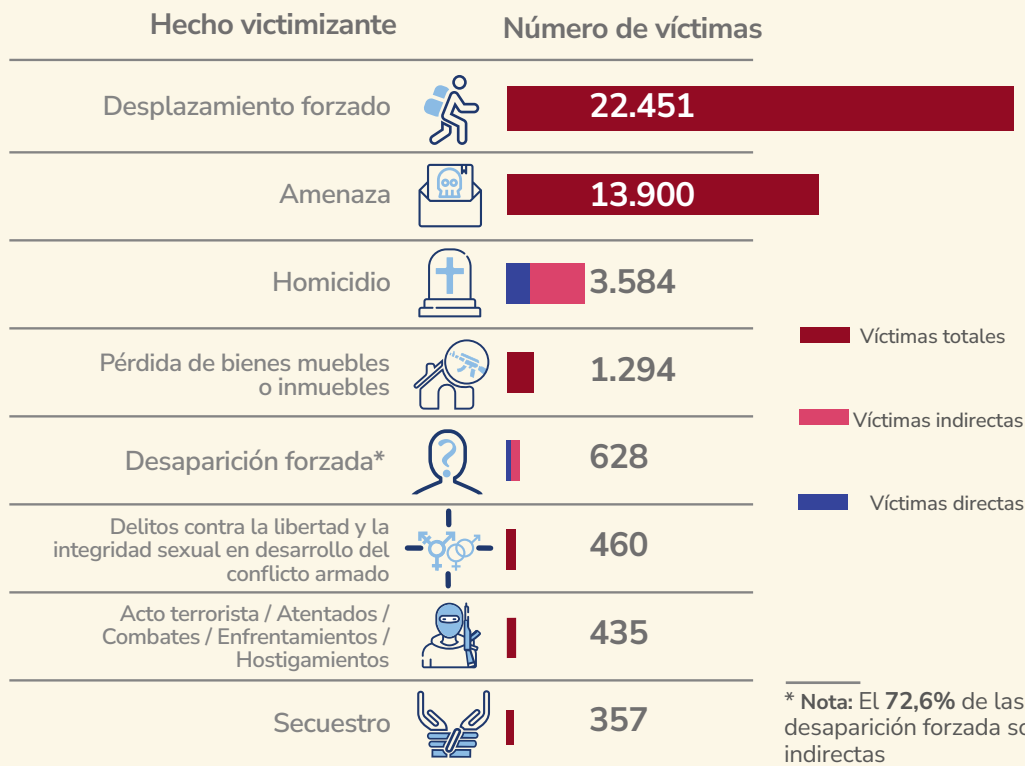 Hecho victimizante
Número de víctimas
Desplazamiento forzado
22.451
Amenaza
13.900
Homicidio
3.584
Pérdida de bienes muebles
o inmuebles
1.294
Desaparición forzada*
628
Delitos contra la libertad y la
integridad sexual en desarrollo del
conflicto armado
460
Acto terrorista / Atentados /
Combates / Enfrentamientos /
Hostigamientos
435
Secuestro
357
Víctimas totales
Víctimas indirectas
Víctimas directas
* Nota: El 72,6% de las
desaparición forzada so
indirectas